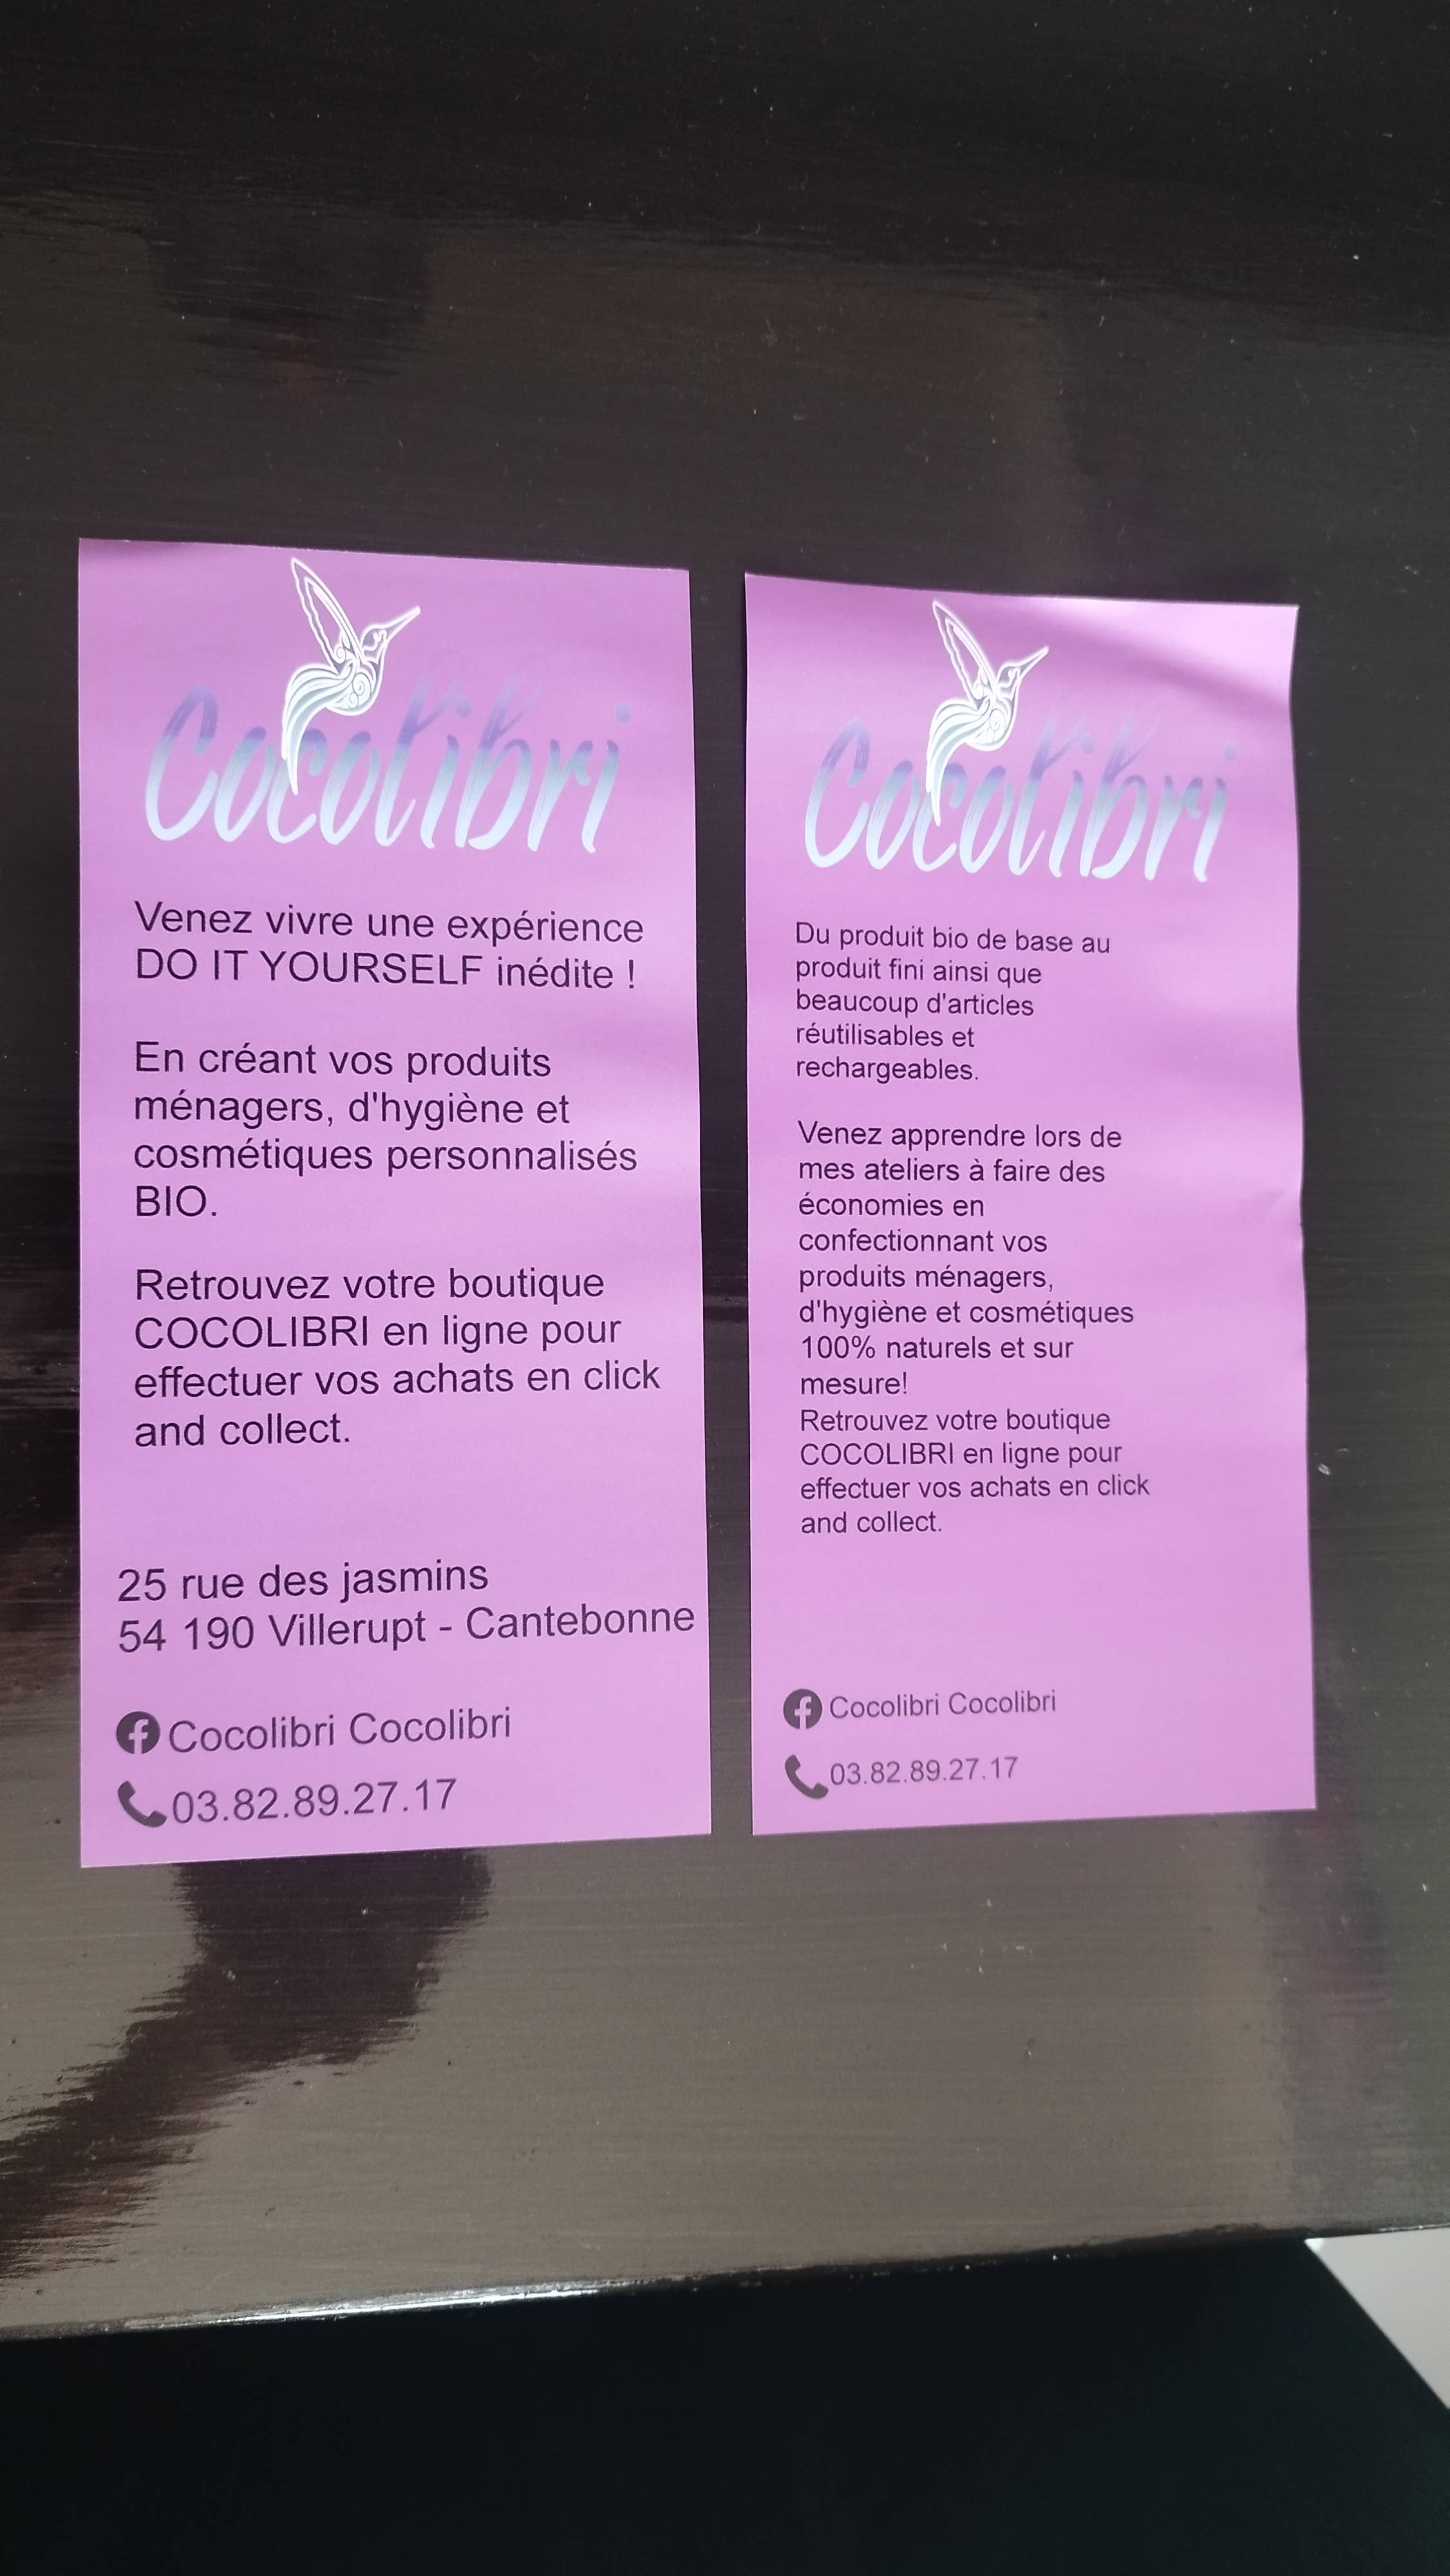 Cocolibri
Venez vivre une expérience
DO IT YOURSELF inédite !
En créant vos produits
ménagers, d'hygiène et
cosmétiques personnalisés
BIO.
Retrouvez votre boutique
COCOLIBRI en ligne pour
effectuer vos achats en click
and collect.
25 rue des jasmins
54 190 Villerupt - Cantebonne
Cocolibri Cocolibri
03.82.89.27.17
Cocolibri
Du produit bio de base au
produit fini ainsi que
beaucoup d'articles
réutilisables et
rechargeables.
Venez apprendre lors de
mes ateliers à faire des
économies en
confectionnant vos
produits ménagers,
d'hygiène et cosmétiques
100% naturels et sur
mesure!
Retrouvez votre boutique
COCOLIBRI en ligne pour
effectuer vos achats en click
and collect.
Cocolibri Cocolibri
03.82.89.27.17